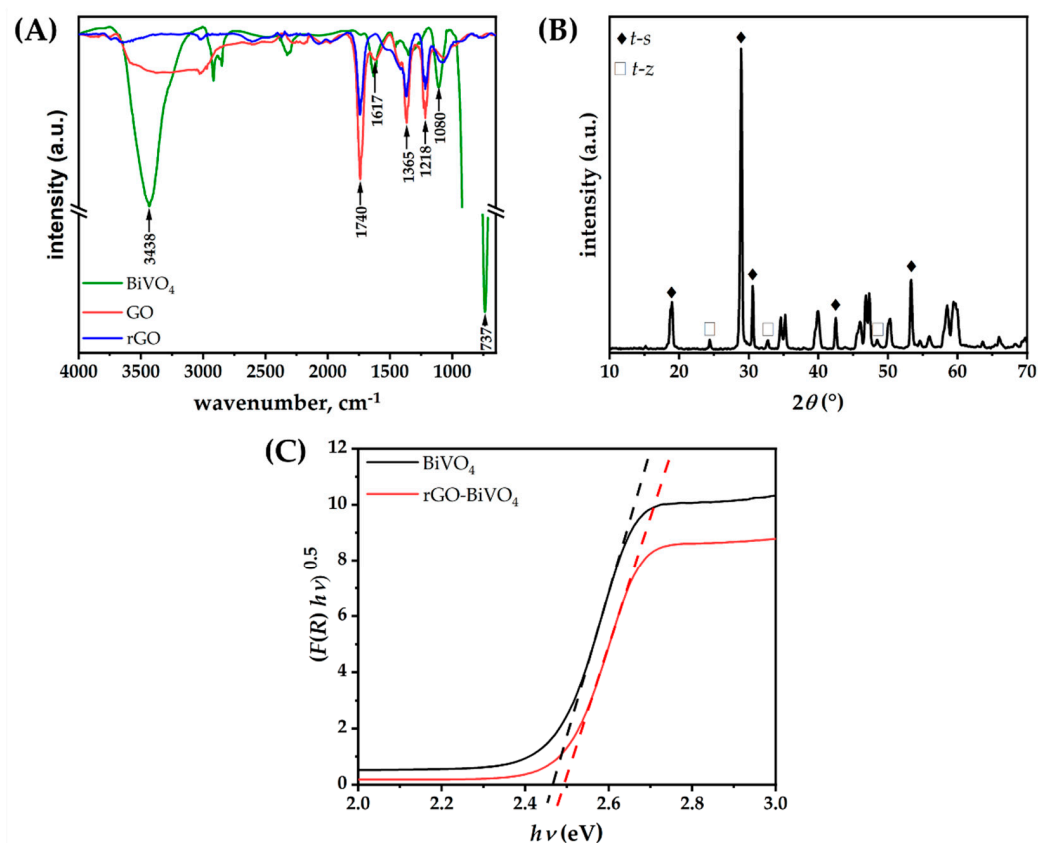 (A)
intensity (a.u.)
3438
1740
1617
1365
1218
1080
737
BiVO₄
GO
rGO
4000 3500 3000 2500 2000 1500 1000
wavenumber, cm⁻¹
(B)
intensity (a.u.)
♦ t-s
□ t-z
10 20 30 40 50 60 70
2θ (°)
(C)
(F(R) hν)⁰·⁵
12
10
8
6
4
2
0
BiVO₄
rGO-BiVO₄
2.0 2.2 2.4 2.6 2.8 3.0
hν (eV)